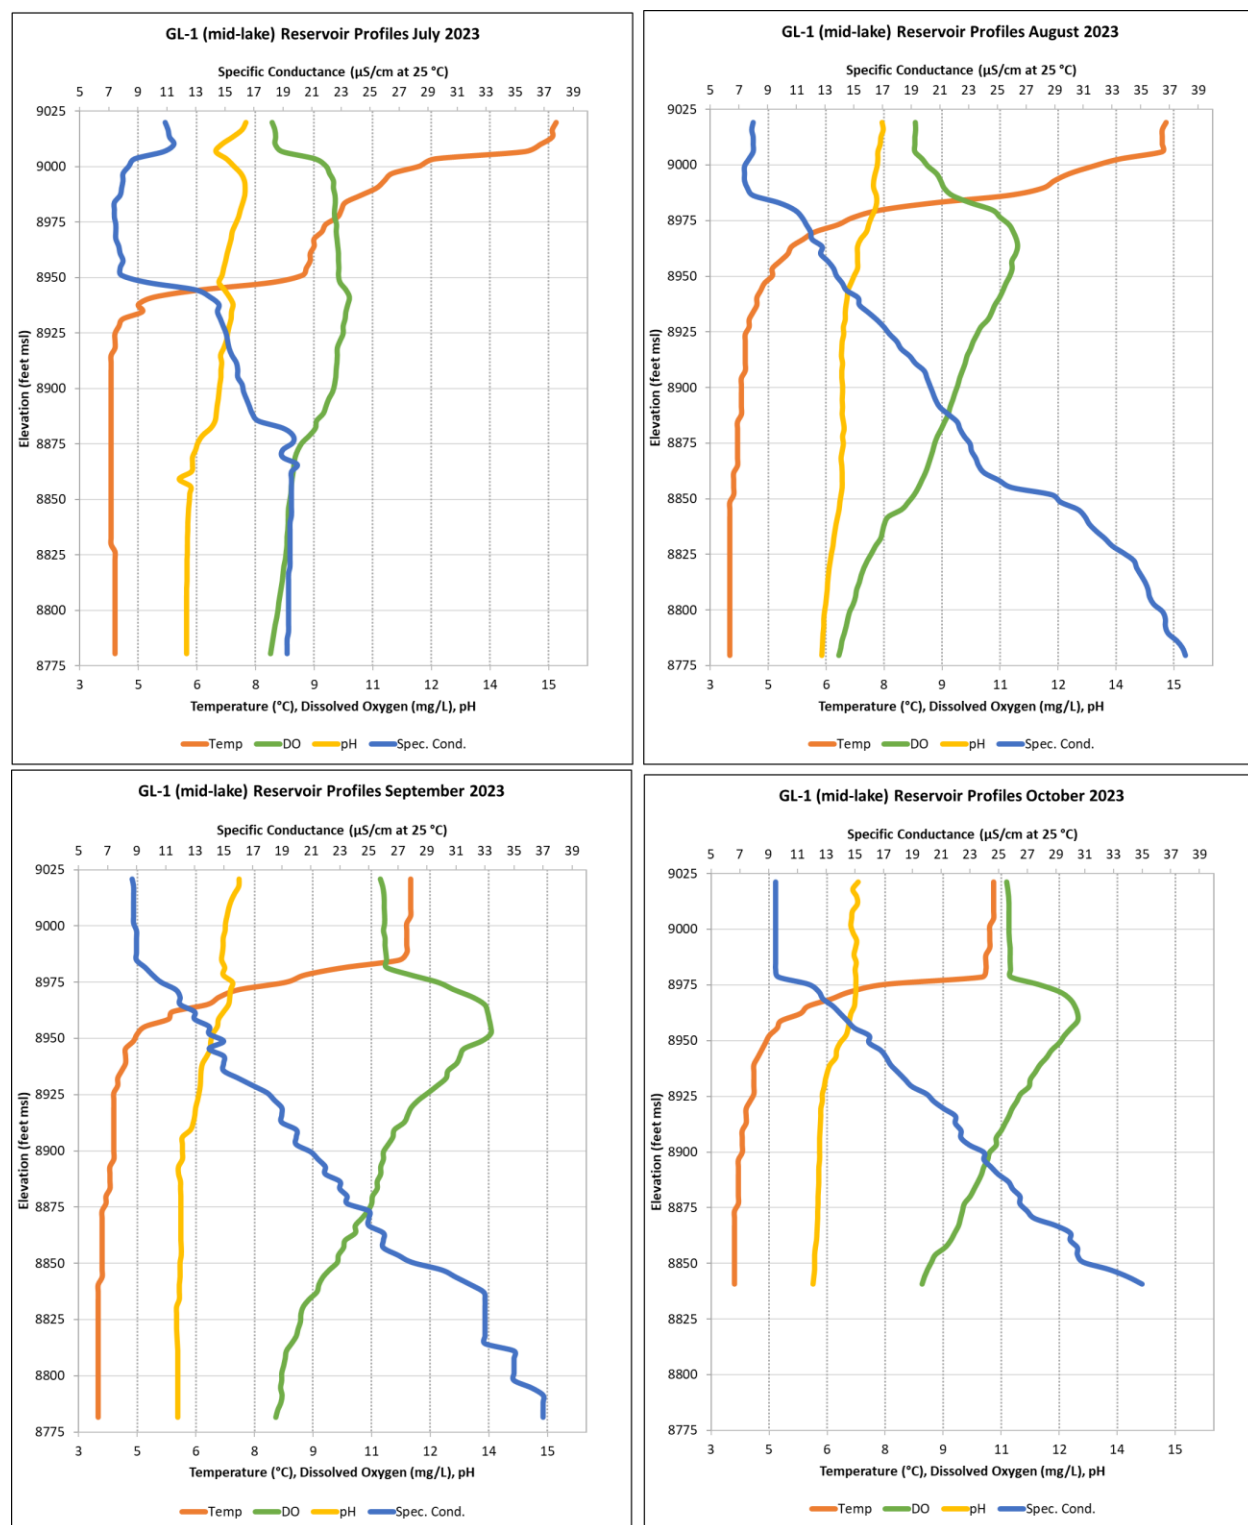 GL-1 (mid-lake) Reservoir Profiles July 2023
Specific Conductance (µS/cm at 25 °C)
5 7 9 11 13 15 17 19 21 23 25 27 29 31 33 35 37 39
9025
9000
8975
8950
8925
8900
8875
8850
8825
8800
8775
Elevation (feet msl)
3 5 6 8 9 11 12 14 15
Temperature (°C), Dissolved Oxygen (mg/L), pH
Temp DO pH Spec. Cond.
GL-1 (mid-lake) Reservoir Profiles August 2023
Specific Conductance (µS/cm at 25 °C)
5 7 9 11 13 15 17 19 21 23 25 27 29 31 33 35 37 39
9025
9000
8975
8950
8925
8900
8875
8850
8825
8800
8775
Elevation (feet msl)
3 5 6 8 9 11 12 14 15
Temperature (°C), Dissolved Oxygen (mg/L), pH
Temp DO pH Spec. Cond.
GL-1 (mid-lake) Reservoir Profiles September 2023
Specific Conductance (µS/cm at 25 °C)
5 7 9 11 13 15 17 19 21 23 25 27 29 31 33 35 37 39
9025
9000
8975
8950
8925
8900
8875
8850
8825
8800
8775
Elevation (feet msl)
3 5 6 8 9 11 12 14 15
Temperature (°C), Dissolved Oxygen (mg/L), pH
Temp DO pH Spec. Cond.
GL-1 (mid-lake) Reservoir Profiles October 2023
Specific Conductance (µS/cm at 25 °C)
5 7 9 11 13 15 17 19 21 23 25 27 29 31 33 35 37 39
9025
9000
8975
8950
8925
8900
8875
8850
8825
8800
8775
Elevation (feet msl)
3 5 6 8 9 11 12 14 15
Temperature (°C), Dissolved Oxygen (mg/L), pH
Temp DO pH Spec. Cond.